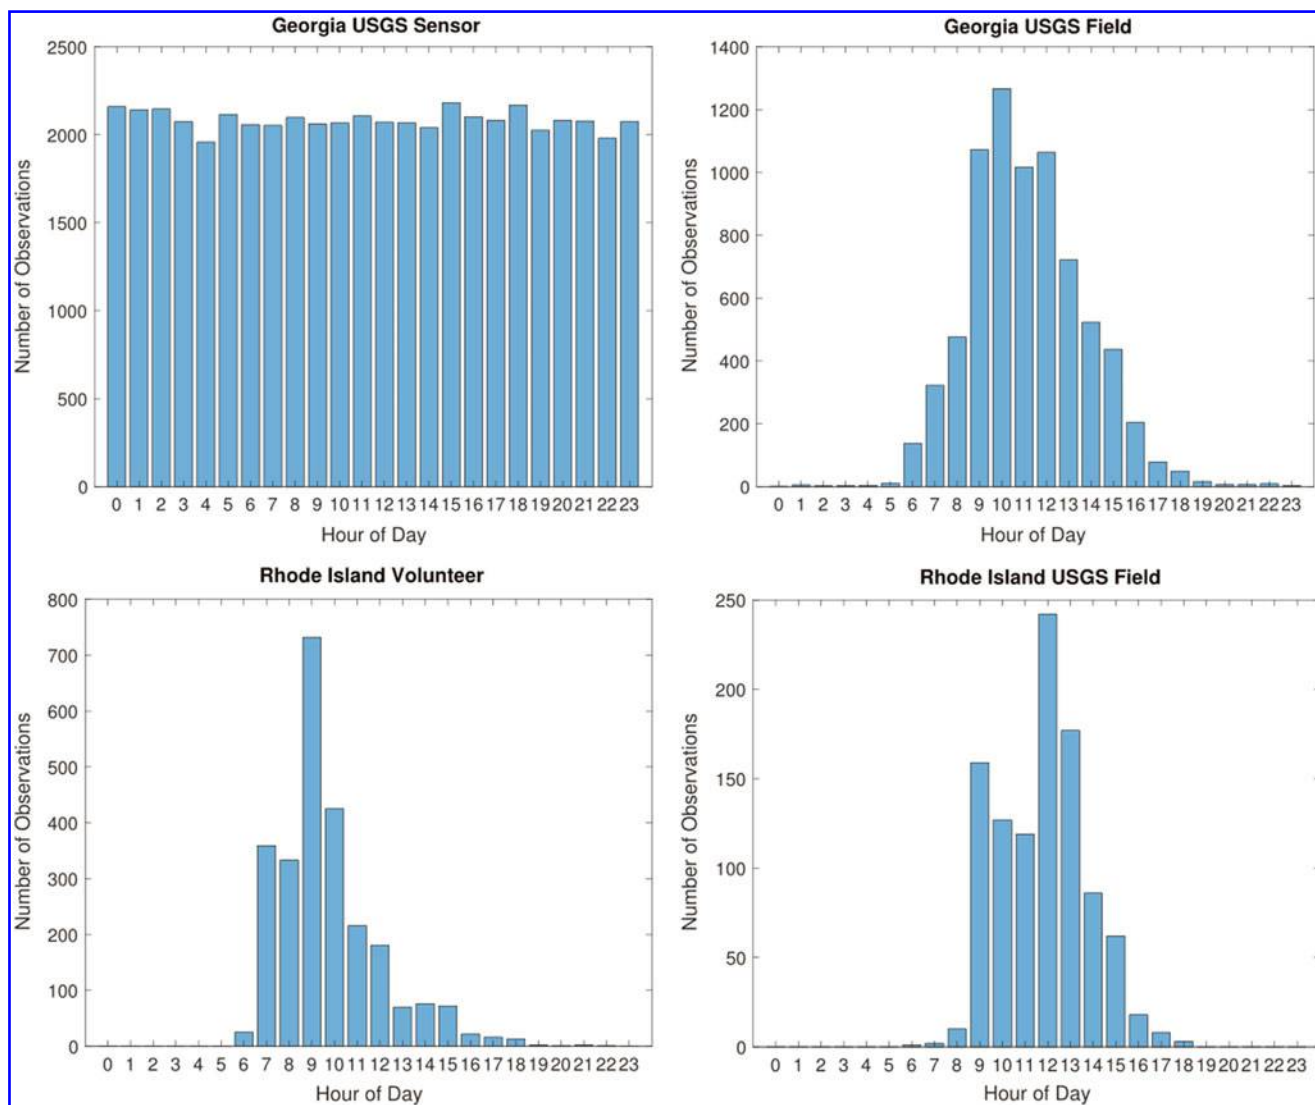 Georgia USGS Sensor
2500
2000
1500
1000
500
0
Number of Observations
0 1 2 3 4 5 6 7 8 9 10 11 12 13 14 15 16 17 18 19 20 21 22 23
Hour of Day
Georgia USGS Field
1400
1200
1000
800
600
400
200
0
Number of Observations
0 1 2 3 4 5 6 7 8 9 10 11 12 13 14 15 16 17 18 19 20 21 22 23
Hour of Day
Rhode Island Volunteer
800
700
600
500
400
300
200
100
0
Number of Observations
0 1 2 3 4 5 6 7 8 9 10 11 12 13 14 15 16 17 18 19 20 21 22 23
Hour of Day
Rhode Island USGS Field
250
200
150
100
50
0
Number of Observations
0 1 2 3 4 5 6 7 8 9 10 11 12 13 14 15 16 17 18 19 20 21 22 23
Hour of Day